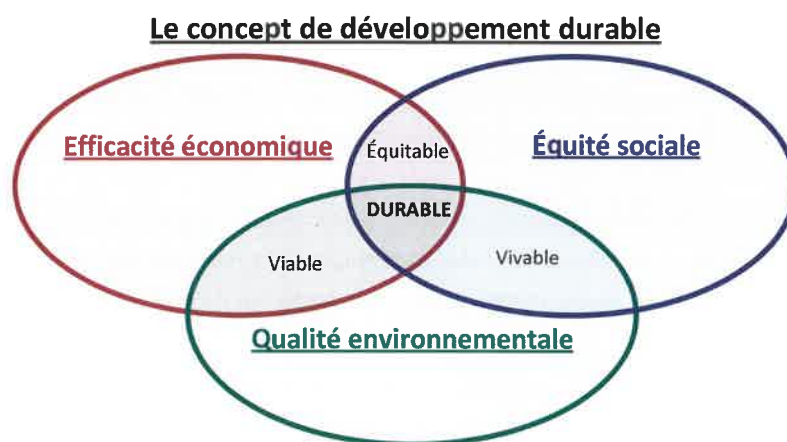 Le concept de développement durable
Efficacité économique
Équitable
Équité sociale
DURABLE
Viable
Vivable
Qualité environnementale